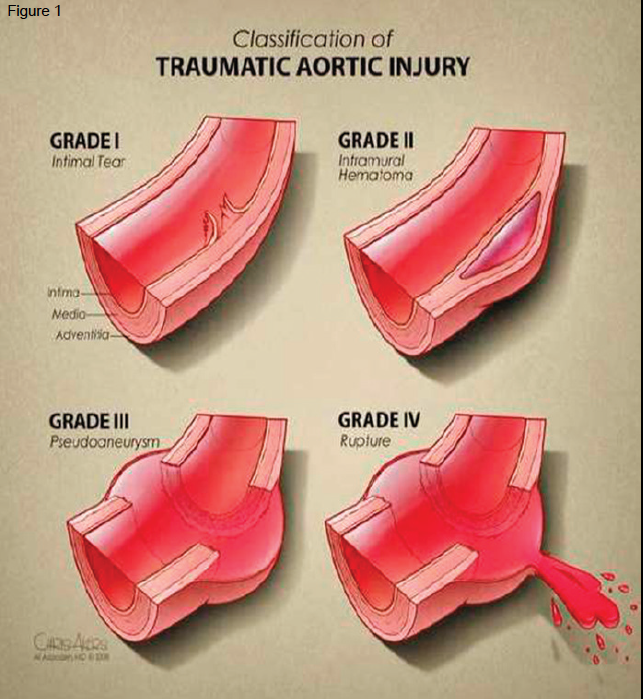 Figure 1
Classification of
TRAUMATIC AORTIC INJURY
GRADE I
Intimal Tear
GRADE II
Intramural
Hematoma
Intima
Media
Adventitia
GRADE III
Pseudoaneurysm
GRADE IV
Rupture